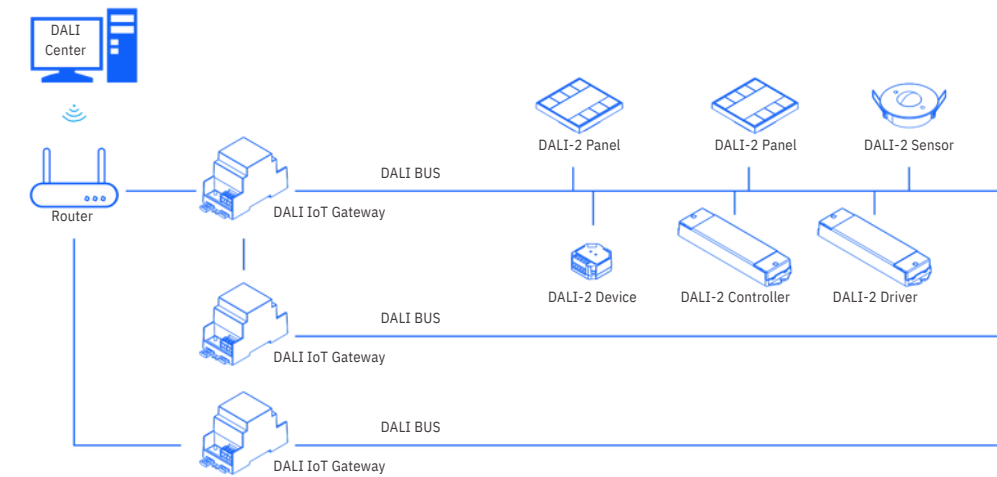 DALI
Center
DALI-2 Panel
DALI-2 Panel
DALI-2 Sensor
DALI BUS
Router
DALI IoT Gateway
DALI-2 Device
DALI-2 Controller
DALI-2 Driver
DALI BUS
DALI IoT Gateway
DALI BUS
DALI IoT Gateway